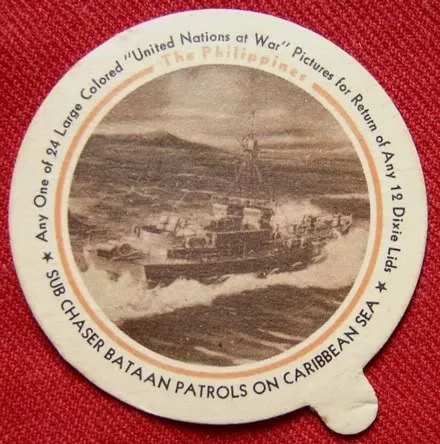 ★ Any One of 24 Large Colored "United Nations at War" Pictures for Return of Any 12 Dixie Lids ★
The Philippines
SUB CHASER BATAAN PATROLS ON CARIBBEAN SEA